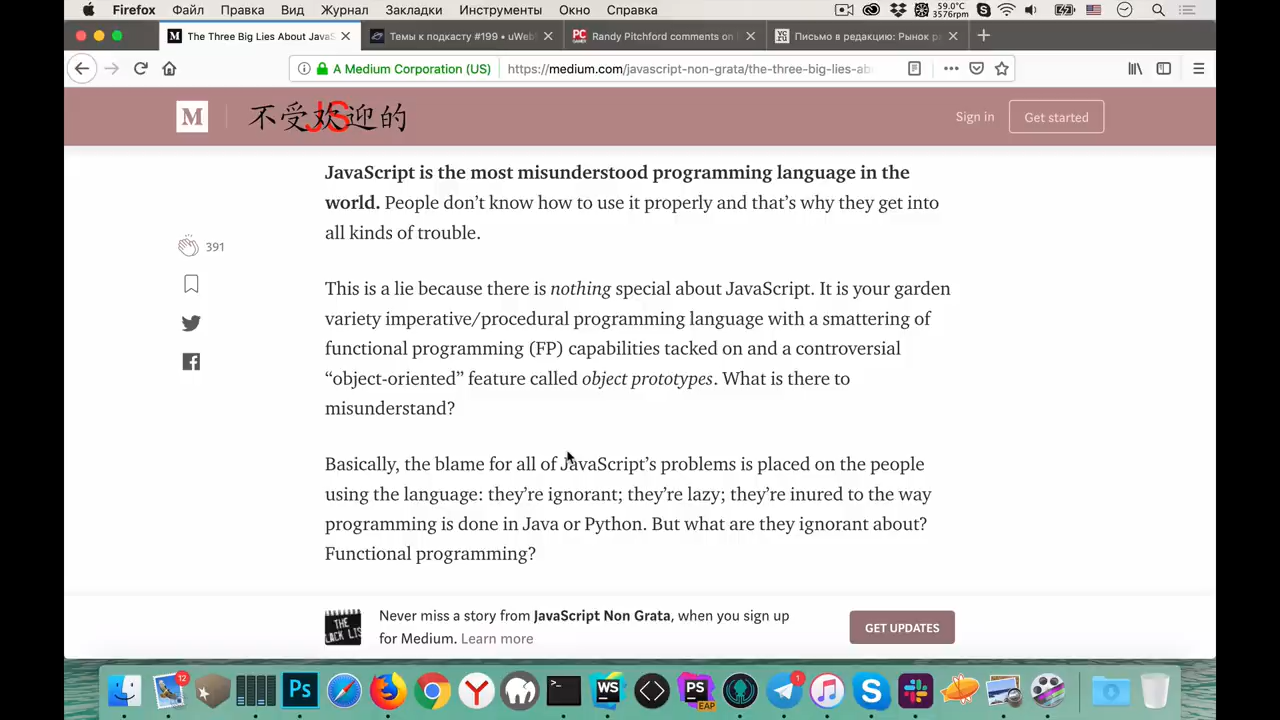 Firefox Файл Правка Вид Журнал Закладки Инструменты Окно Справка 59.0°C 3576rpm
The Three Big Lies About JavaS Темы к подкасту #199 • uWeb PC GAMER Randy Pitchford comments on Письмо в редакцию: Рынок р
A Medium Corporation (US) https://medium.com/javascript-non-grata/the-three-big-lies-ab
M 不受欢迎的 JS Sign in Get started
JavaScript is the most misunderstood programming language in the
world. People don’t know how to use it properly and that’s why they get into
all kinds of trouble.
391
This is a lie because there is nothing special about JavaScript. It is your garden
variety imperative/procedural programming language with a smattering of
functional programming (FP) capabilities tacked on and a controversial
“object-oriented” feature called object prototypes. What is there to
misunderstand?
Basically, the blame for all of JavaScript’s problems is placed on the people
using the language: they’re ignorant; they’re lazy; they’re inured to the way
programming is done in Java or Python. But what are they ignorant about?
Functional programming?
Never miss a story from JavaScript Non Grata, when you sign up
for Medium. Learn more
GET UPDATES
12 Ps WS PS EAP 1